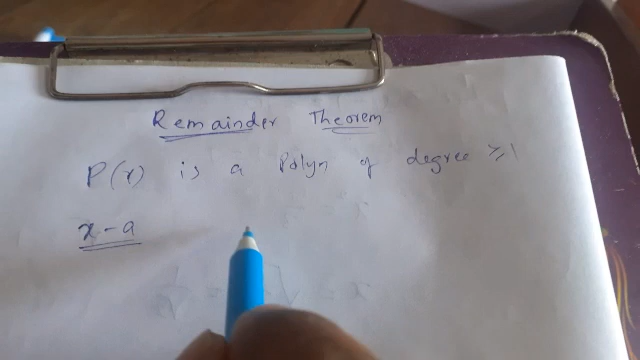 Remainder Theorem
P(x) is a Polyn of degree ≥1
x-a